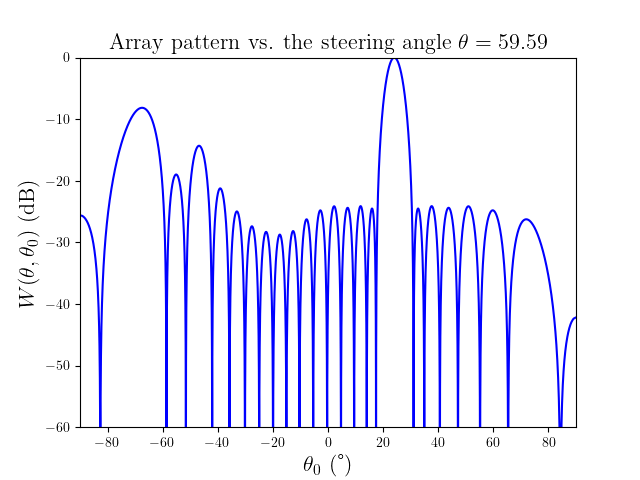 Array pattern vs. the steering angle θ = 59.59
0
−10
−20
−30
−40
−50
−60
W(θ, θ₀) (dB)
−80 −60 −40 −20 0 20 40 60 80
θ₀ (°)